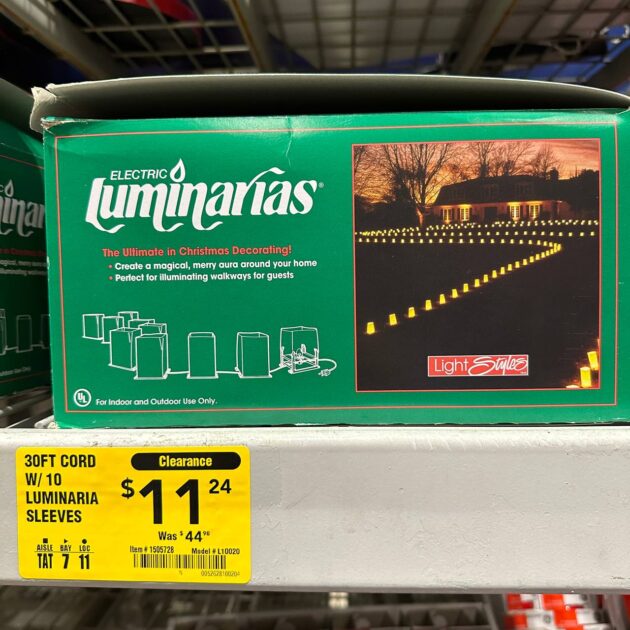 ELECTRIC
Luminarias®
The Ultimate in Christmas Decorating!
• Create a magical, merry aura around your home
• Perfect for illuminating walkways for guests
Light Styles
UL
For Indoor and Outdoor Use Only.
30FT CORD
W/ 10
LUMINARIA
SLEEVES
Clearance
$11 24
Was $44 98
AISLE BAY LOC
TAT 7 11
Item # 1505728 Model # L10020